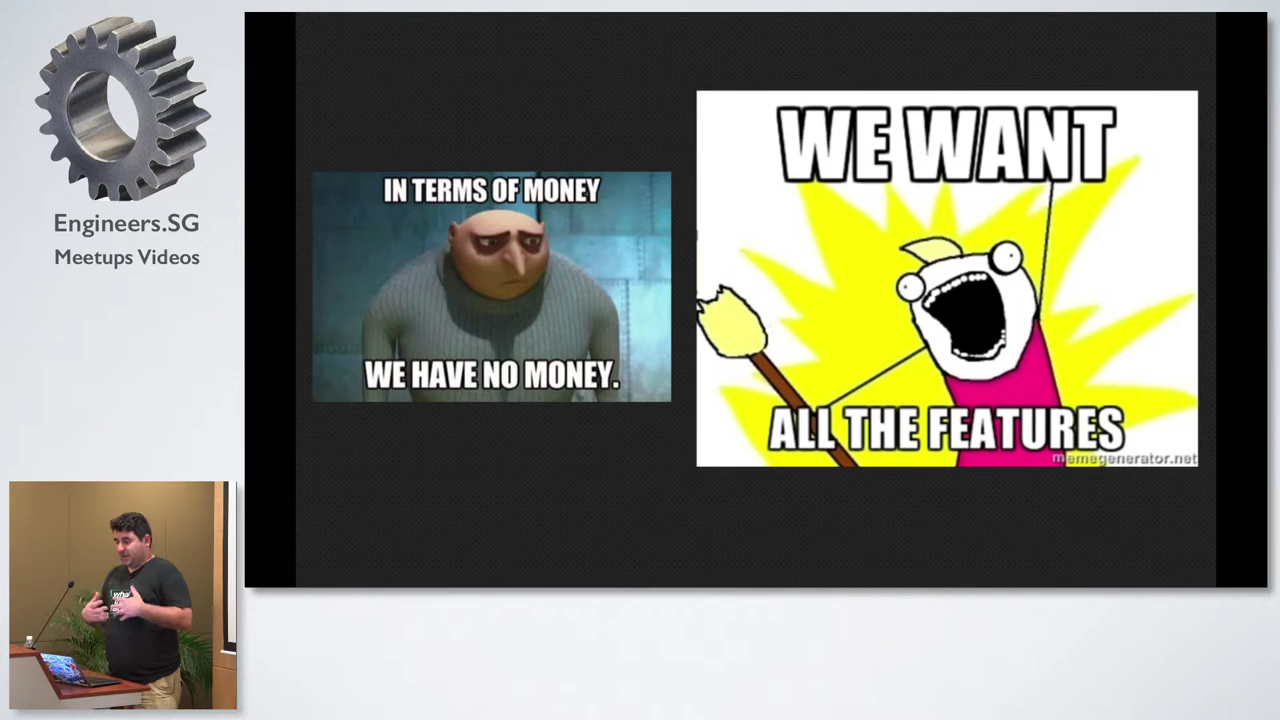 Engineers.SG
Meetups Videos
IN TERMS OF MONEY
WE HAVE NO MONEY.
WE WANT
ALL THE FEATURES
memegenerator.net